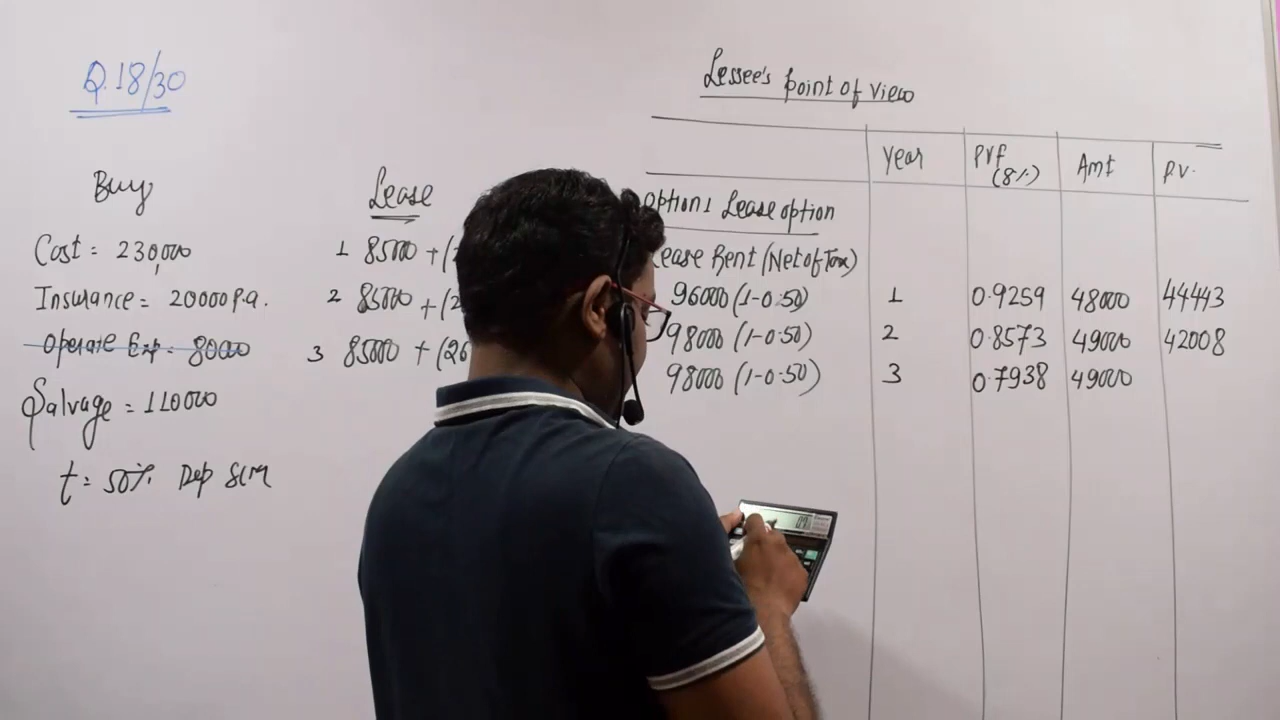 Q.18/30
Buy
Cost = 230,000
Insurance = 20000 p.a.
Operate Exp. = 8000
Salvage = 110000
t = 50% Dep SLM
Lease
1 85000 + (
2 85000 + (2
3 85000 + (26
Lessee's Point of View
Year PVF (8%) Amt P.V.
Option 1 Lease option
Lease Rent (Net of Tax)
96000 (1-0.50) 1 0.9259 48000 44443
98000 (1-0.50) 2 0.8573 49000 42008
98000 (1-0.50) 3 0.7938 49000